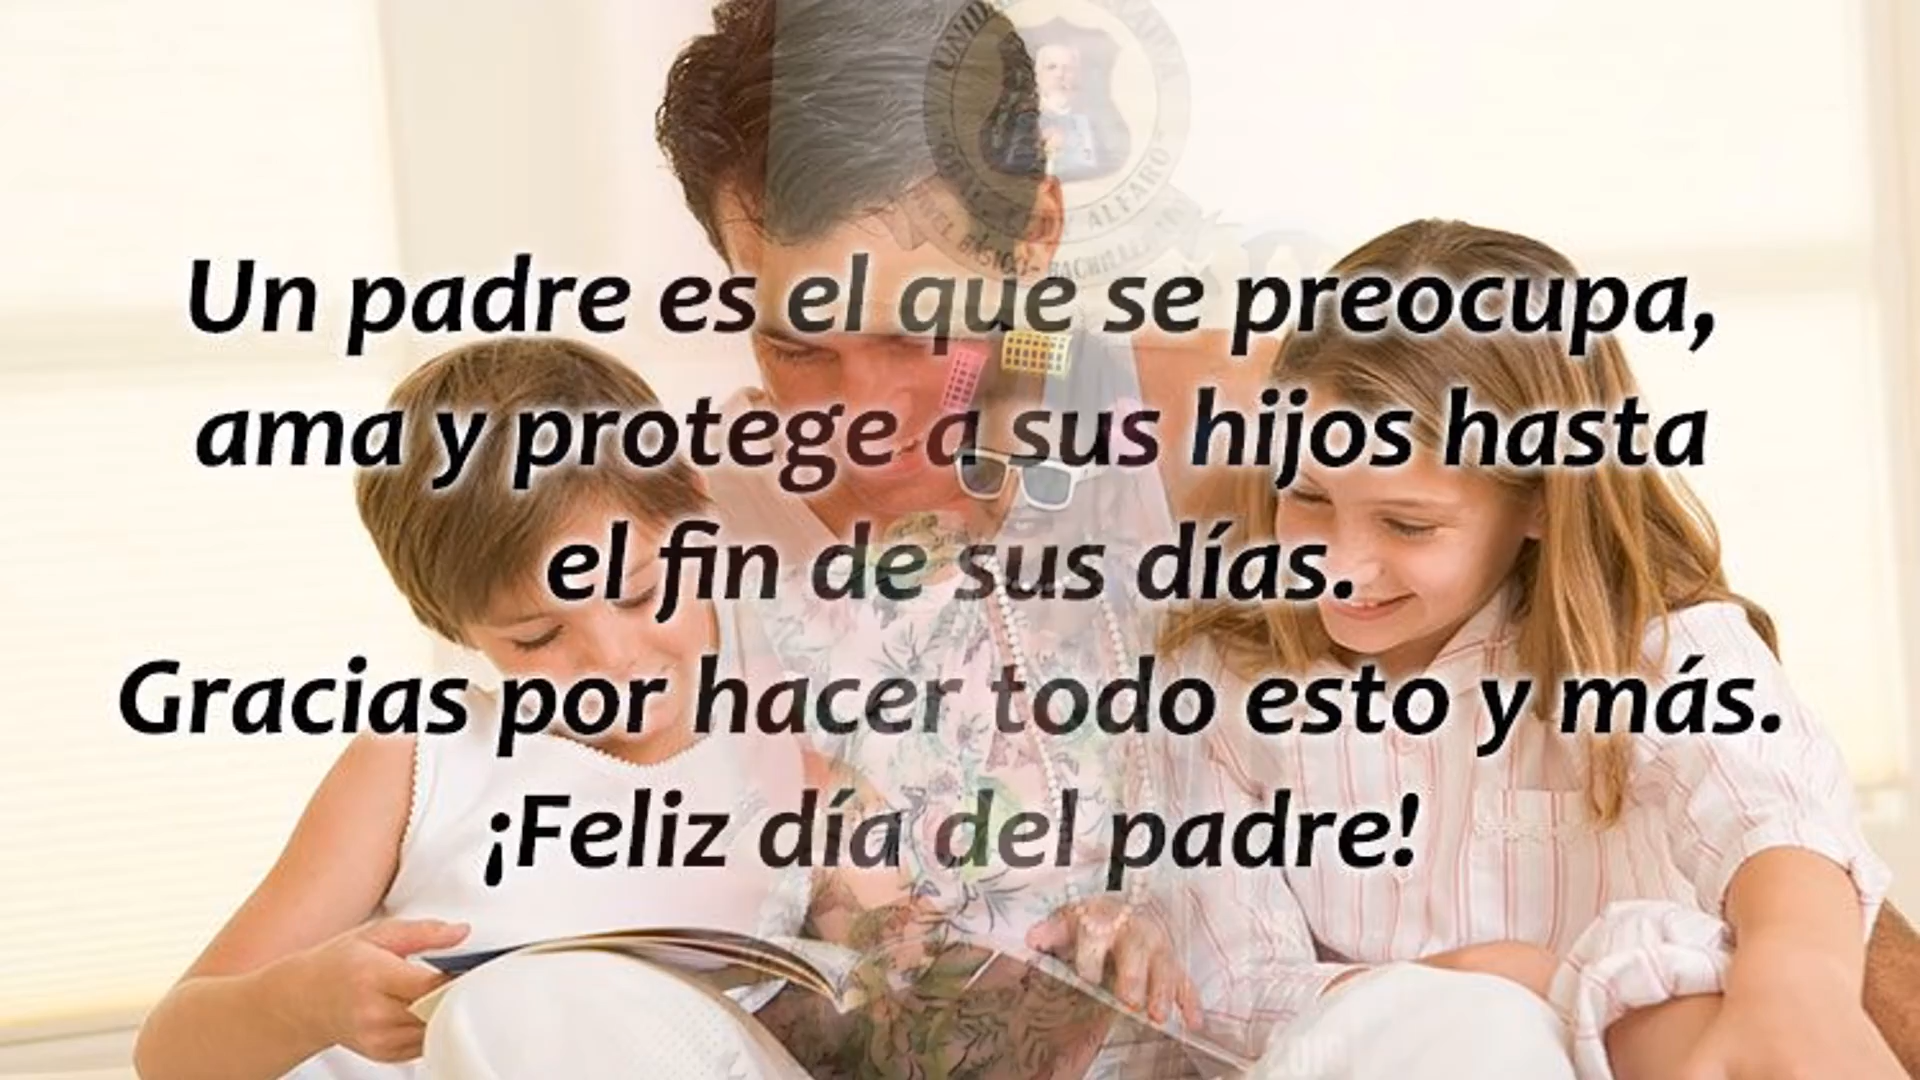 Un padre es el que se preocupa,
ama y protege a sus hijos hasta
el fin de sus días.
Gracias por hacer todo esto y más.
¡Feliz día del padre!
ALFARO